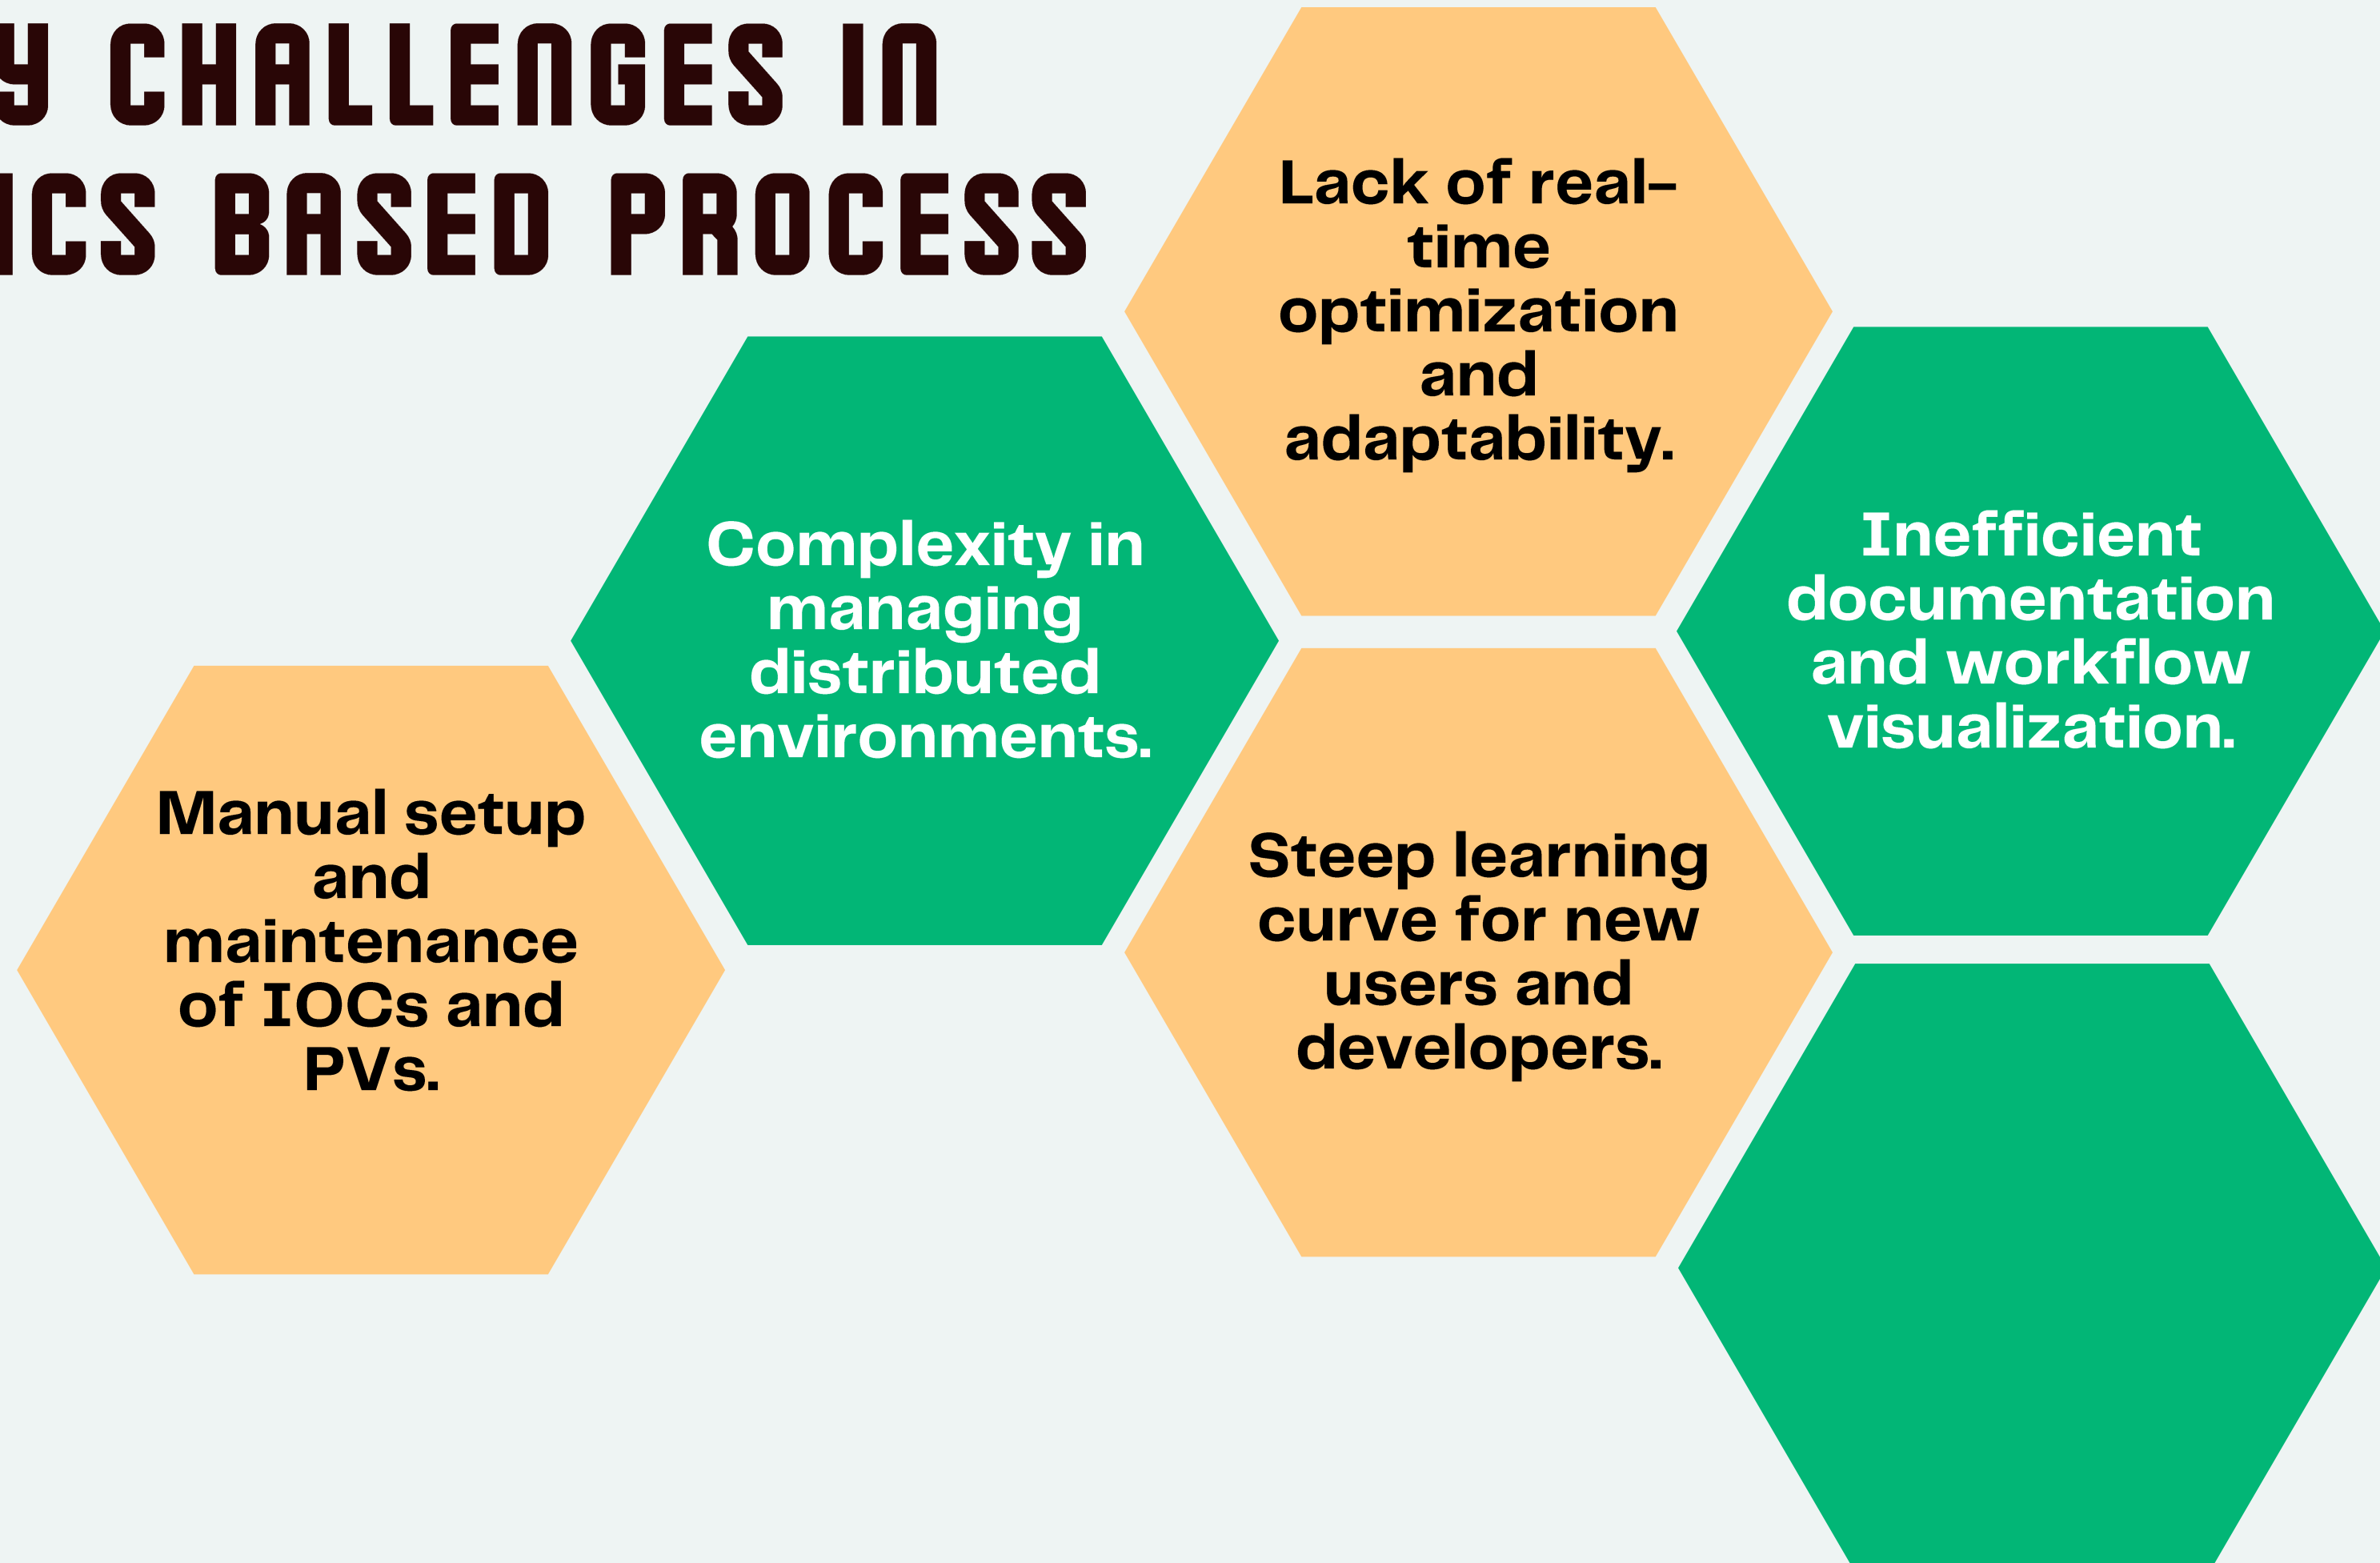 Y CHALLENGES IN
ICS BASED PROCESS
Lack of real-
time
optimization
and
adaptability.
Complexity in
managing
distributed
environments.
Inefficient
documentation
and workflow
visualization.
Manual setup
and
maintenance
of IOCs and
PVs.
Steep learning
curve for new
users and
developers.